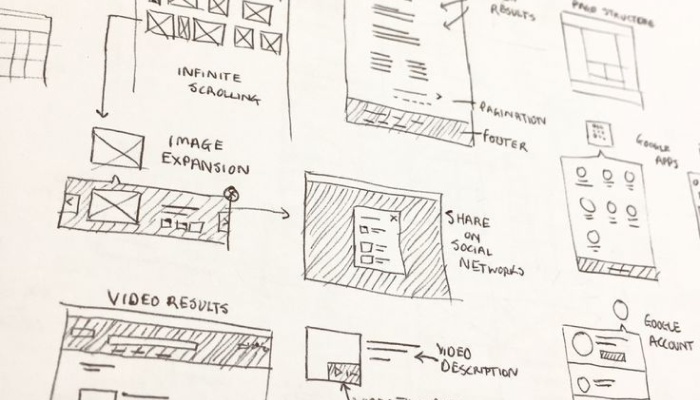 RESULTS
PAGE STRUCTURE
INFINITE
SCROLLING
PAGINATION
FOOTER
IMAGE
EXPANSION
GOOGLE
APPS
SHARE
ON
SOCIAL
NETWORKS
VIDEO RESULTS
VIDEO
DESCRIPTION
GOOGLE
ACCOUNT